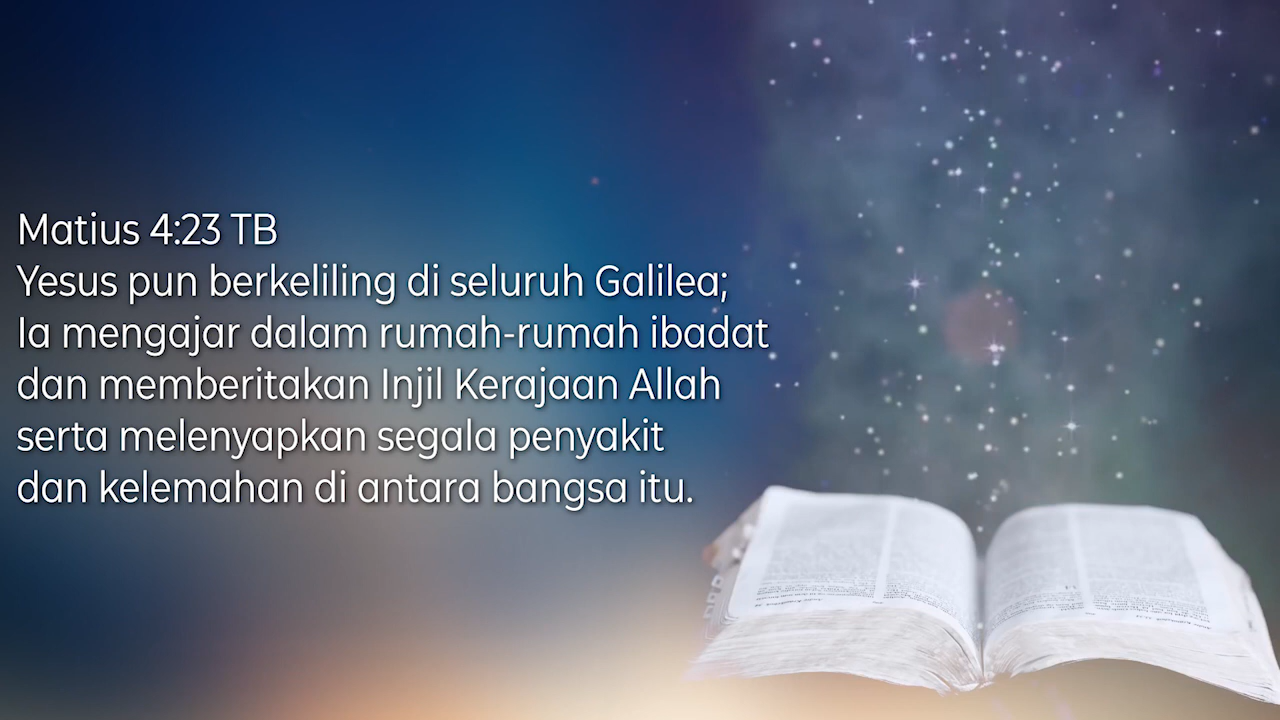 Matius 4:23 TB
Yesus pun berkeliling di seluruh Galilea;
Ia mengajar dalam rumah-rumah ibadat
dan memberitakan Injil Kerajaan Allah
serta melenyapkan segala penyakit
dan kelemahan di antara bangsa itu.